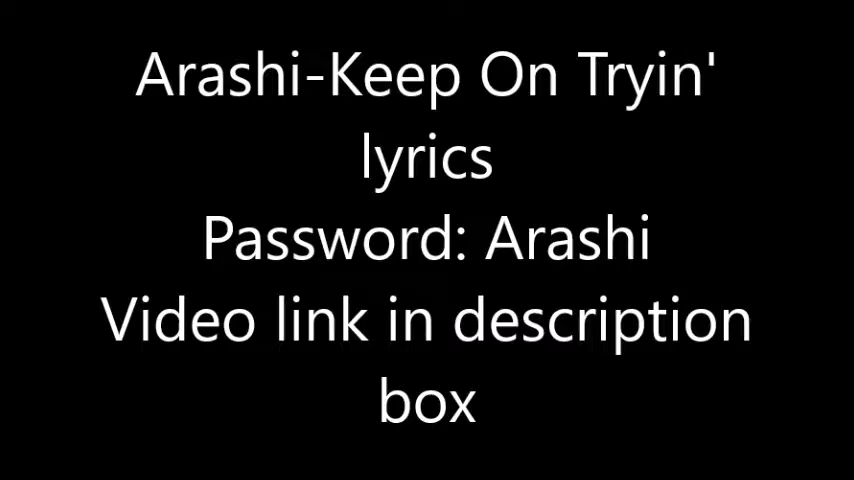 Arashi-Keep On Tryin'
lyrics
Password: Arashi
Video link in description
box